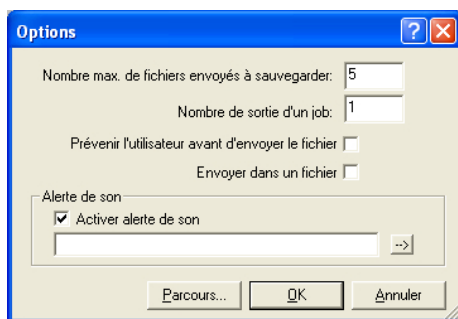 Options
Nombre max. de fichiers envoyés à sauvegarder: 5
Nombre de sortie d'un job: 1
Prévenir l'utilisateur avant d'envoyer le fichier
Envoyer dans un fichier
Alerte de son
Activer alerte de son
-->
Parcours... OK Annuler